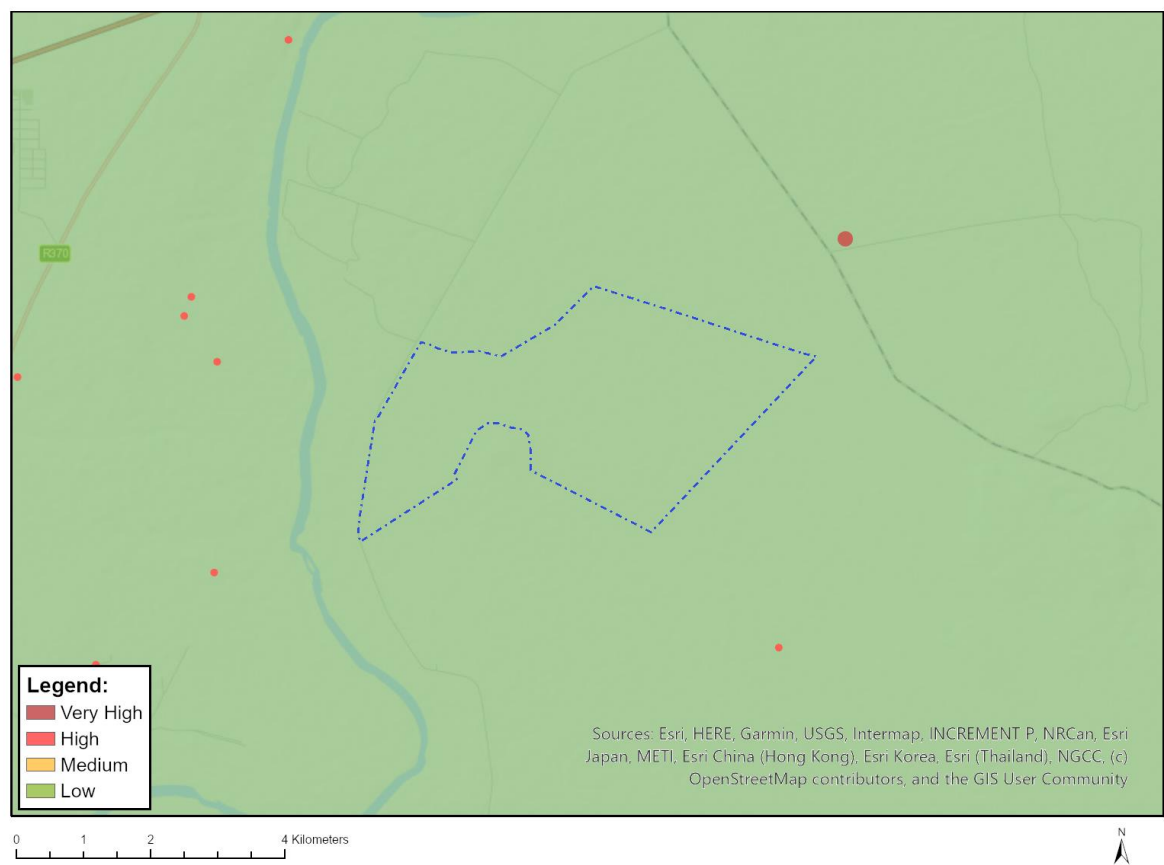 R370
Legend:
Very High
High
Medium
Low
Sources: Esri, HERE, Garmin, USGS, Intermap, INCREMENT P, NRCan, Esri
Japan, METI, Esri China (Hong Kong), Esri Korea, Esri (Thailand), NGCC, (c)
OpenStreetMap contributors, and the GIS User Community
0 1 2 4 Kilometers
N